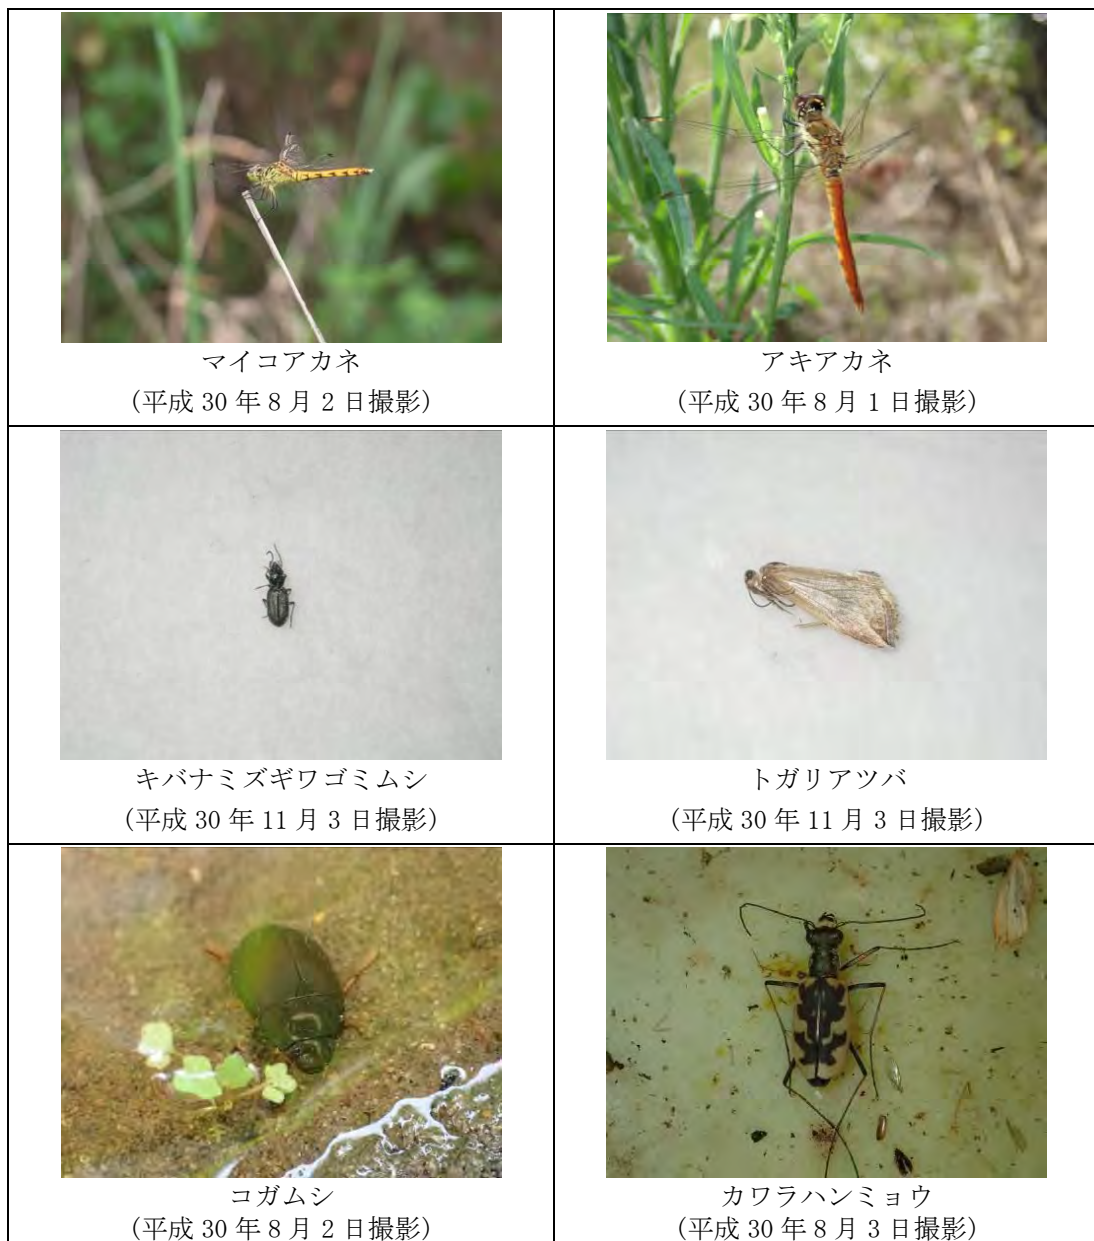 マイコアカネ
(平成 30 年 8 月 2 日撮影)
アキアカネ
(平成 30 年 8 月 1 日撮影)
キバナミズギワゴミムシ
(平成 30 年 11 月 3 日撮影)
トガリアツバ
(平成 30 年 11 月 3 日撮影)
コガムシ
(平成 30 年 8 月 2 日撮影)
カワラハンミョウ
(平成 30 年 8 月 3 日撮影)